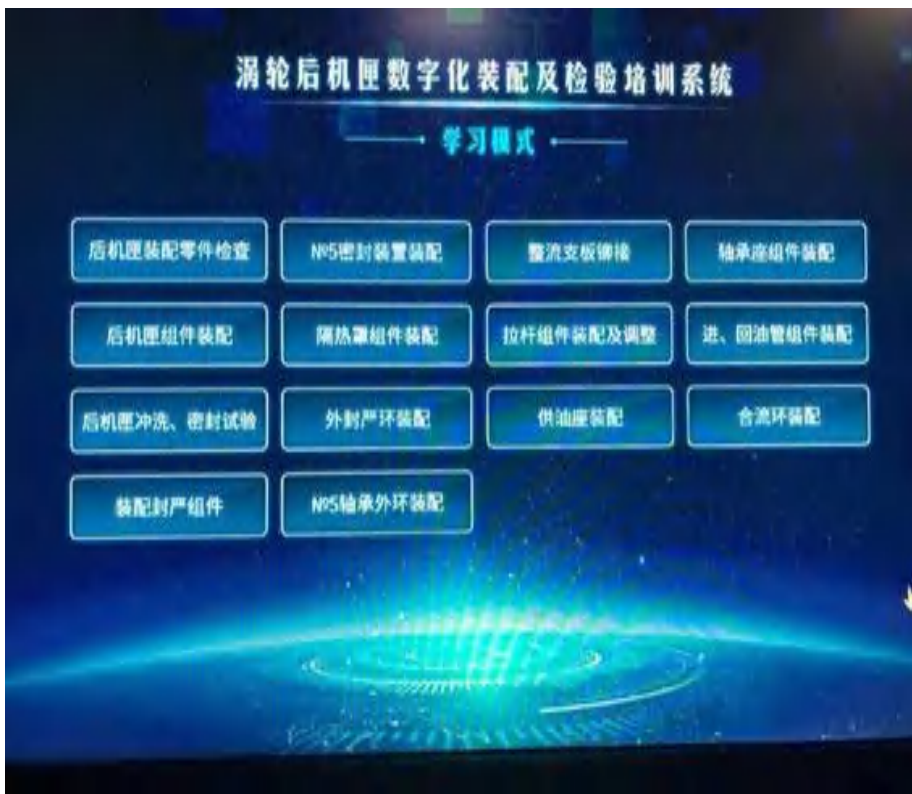 涡轮后机匣数字化装配及检验培训系统
学习模式
后机匣装配零件检查
№5密封装置装配
整流支板铆接
轴承座组件装配
后机匣组件装配
隔热罩组件装配
拉杆组件装配及调整
进、回油管组件装配
后机匣冲洗、密封试验
外封严环装配
供油座装配
合流环装配
装配封严组件
№5轴承外环装配